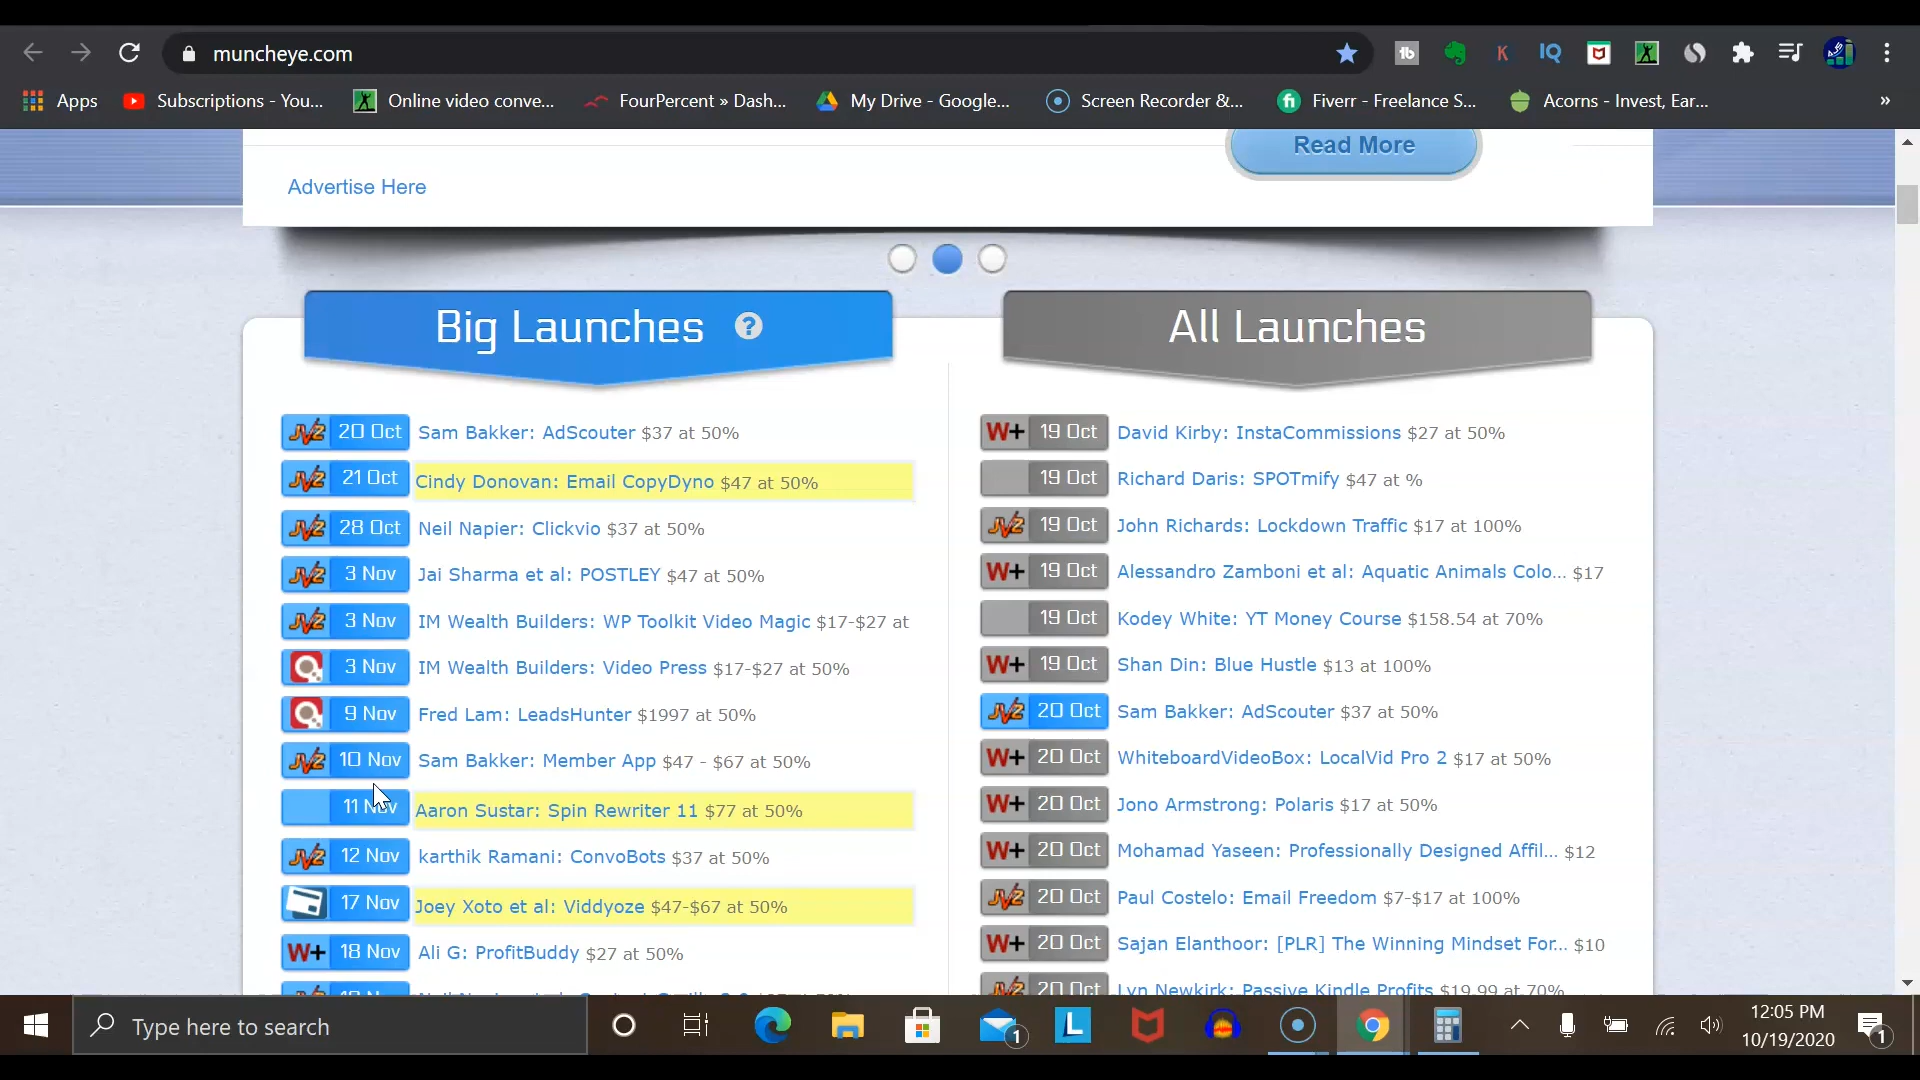 muncheye.com
Apps
Subscriptions - You...
Online video conve...
FourPercent » Dash...
My Drive - Google...
Screen Recorder &...
Fiverr - Freelance S...
Acorns - Invest, Ear...
»
Read More
Advertise Here
Big Launches ?
20 Oct Sam Bakker: AdScouter $37 at 50%
21 Oct Cindy Donovan: Email CopyDyno $47 at 50%
28 Oct Neil Napier: Clickvio $37 at 50%
3 Nov Jai Sharma et al: POSTLEY $47 at 50%
3 Nov IM Wealth Builders: WP Toolkit Video Magic $17-$27 at
3 Nov IM Wealth Builders: Video Press $17-$27 at 50%
9 Nov Fred Lam: LeadsHunter $1997 at 50%
10 Nov Sam Bakker: Member App $47 - $67 at 50%
11 Nov Aaron Sustar: Spin Rewriter 11 $77 at 50%
12 Nov karthik Ramani: ConvoBots $37 at 50%
17 Nov Joey Xoto et al: Viddyoze $47-$67 at 50%
W+ 18 Nov Ali G: ProfitBuddy $27 at 50%
All Launches
W+ 19 Oct David Kirby: InstaCommissions $27 at 50%
19 Oct Richard Daris: SPOTmify $47 at %
19 Oct John Richards: Lockdown Traffic $17 at 100%
W+ 19 Oct Alessandro Zamboni et al: Aquatic Animals Colo... $17
19 Oct Kodey White: YT Money Course $158.54 at 70%
W+ 19 Oct Shan Din: Blue Hustle $13 at 100%
20 Oct Sam Bakker: AdScouter $37 at 50%
W+ 20 Oct WhiteboardVideoBox: LocalVid Pro 2 $17 at 50%
W+ 20 Oct Jono Armstrong: Polaris $17 at 50%
W+ 20 Oct Mohamad Yaseen: Professionally Designed Affil... $12
20 Oct Paul Costelo: Email Freedom $7-$17 at 100%
W+ 20 Oct Sajan Elanthoor: [PLR] The Winning Mindset For... $10
20 Oct Lyn Newkirk: Passive Kindle Profits $19.99 at 70%
Type here to search
12:05 PM
10/19/2020